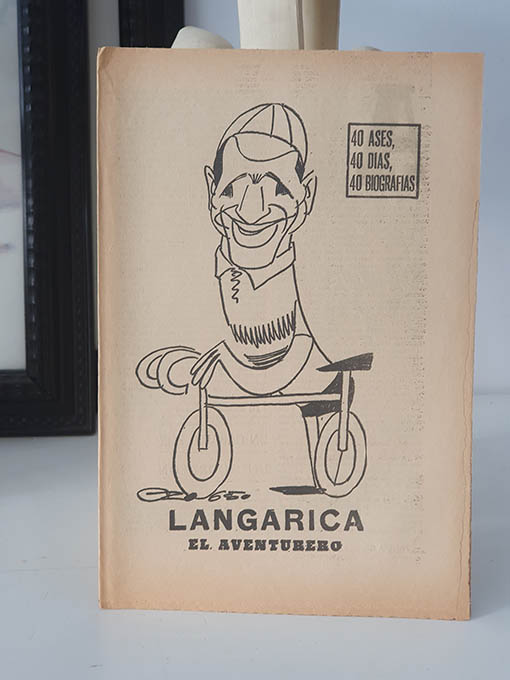 40 ASES,
40 DIAS,
40 BIOGRAFIAS
LANGARICA
EL AVENTURERO